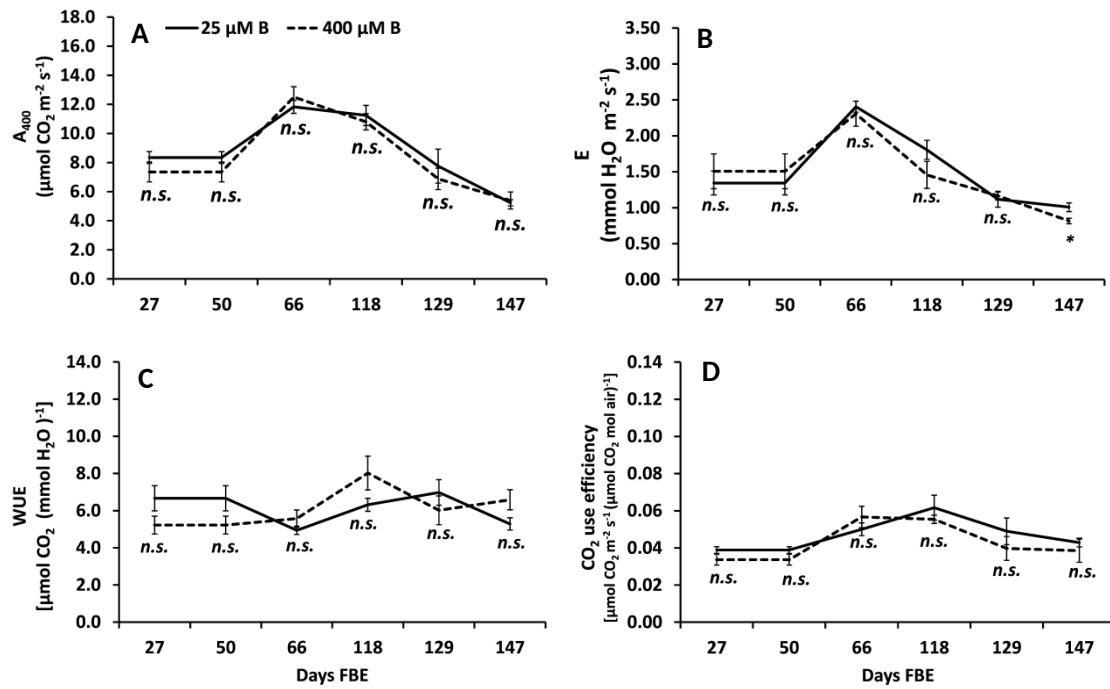 A
25 µM B
400 µM B
A400
(µmol CO2 m-2 s-1)
18.0
16.0
14.0
12.0
10.0
8.0
6.0
4.0
2.0
0.0
n.s.
n.s.
n.s.
n.s.
n.s.
n.s.
27 50 66 118 129 147
B
E
(mmol H2O m-2 s-1)
3.50
3.00
2.50
2.00
1.50
1.00
0.50
0.00
n.s.
n.s.
n.s.
n.s.
n.s.
*
27 50 66 118 129 147
C
WUE
[µmol CO2 (mmol H2O )-1]
14.0
12.0
10.0
8.0
6.0
4.0
2.0
0.0
n.s.
n.s.
n.s.
n.s.
n.s.
n.s.
27 50 66 118 129 147
Days FBE
D
CO2 use efficiency
[µmol CO2 m-2 s-1 (µmol CO2 mol air)-1]
0.14
0.12
0.10
0.08
0.06
0.04
0.02
0.00
n.s.
n.s.
n.s.
n.s.
n.s.
n.s.
27 50 66 118 129 147
Days FBE